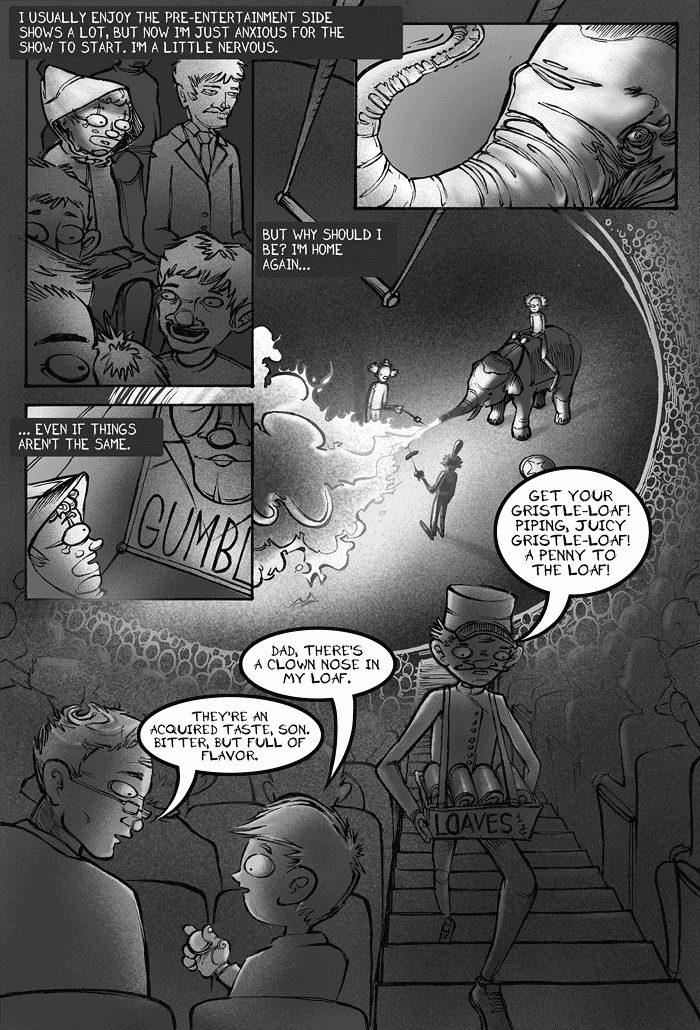 I USUALLY ENJOY THE PRE-ENTERTAINMENT SIDE
SHOWS A LOT, BUT NOW I'M JUST ANXIOUS FOR THE
SHOW TO START. I'M A LITTLE NERVOUS.
BUT WHY SHOULD I
BE? I'M HOME
AGAIN...
... EVEN IF THINGS
AREN'T THE SAME.
GUMBL
GET YOUR
GRISTLE-LOAF!
PIPING, JUICY
GRISTLE-LOAF!
A PENNY TO
THE LOAF!
DAD, THERE'S
A CLOWN NOSE IN
MY LOAF.
THEY'RE AN
ACQUIRED TASTE, SON.
BITTER, BUT FULL OF
FLAVOR.
LOAVES